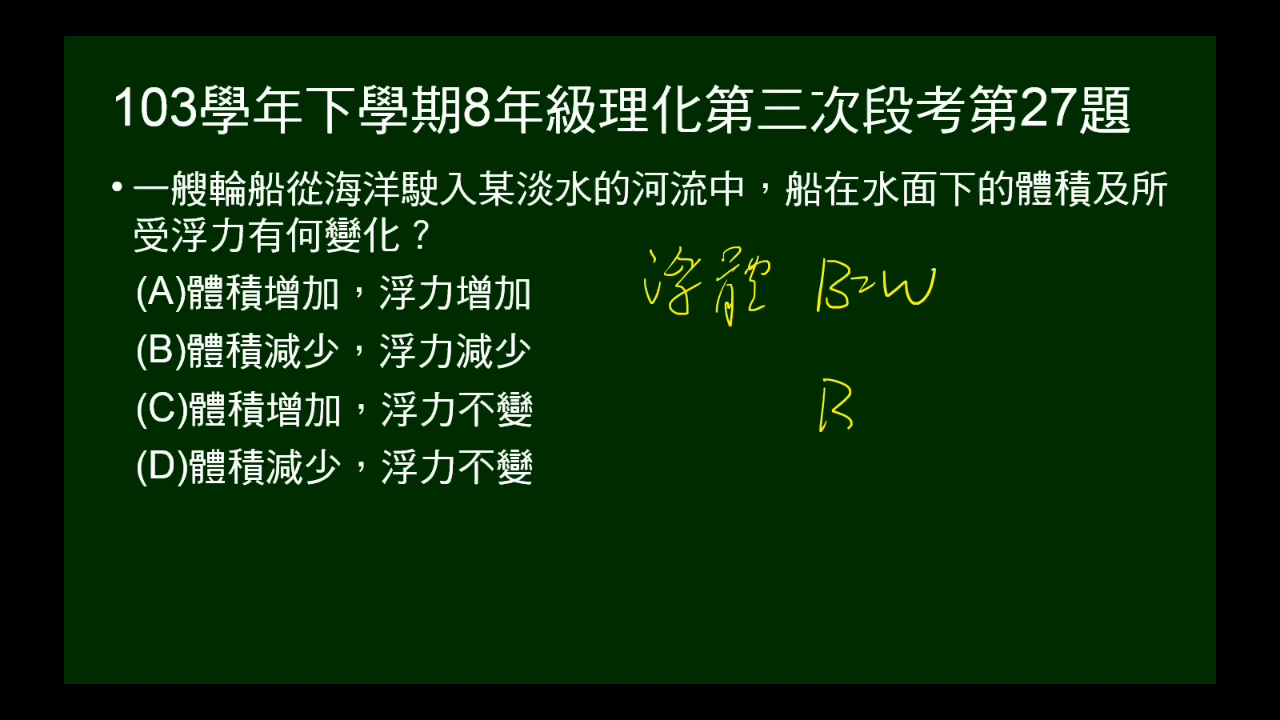 103學年下學期8年級理化第三次段考第27題
•一艘輪船從海洋駛入某淡水的河流中，船在水面下的體積及所
受浮力有何變化？
(A)體積增加，浮力增加
浮體 B=W
(B)體積減少，浮力減少
(C)體積增加，浮力不變
B
(D)體積減少，浮力不變